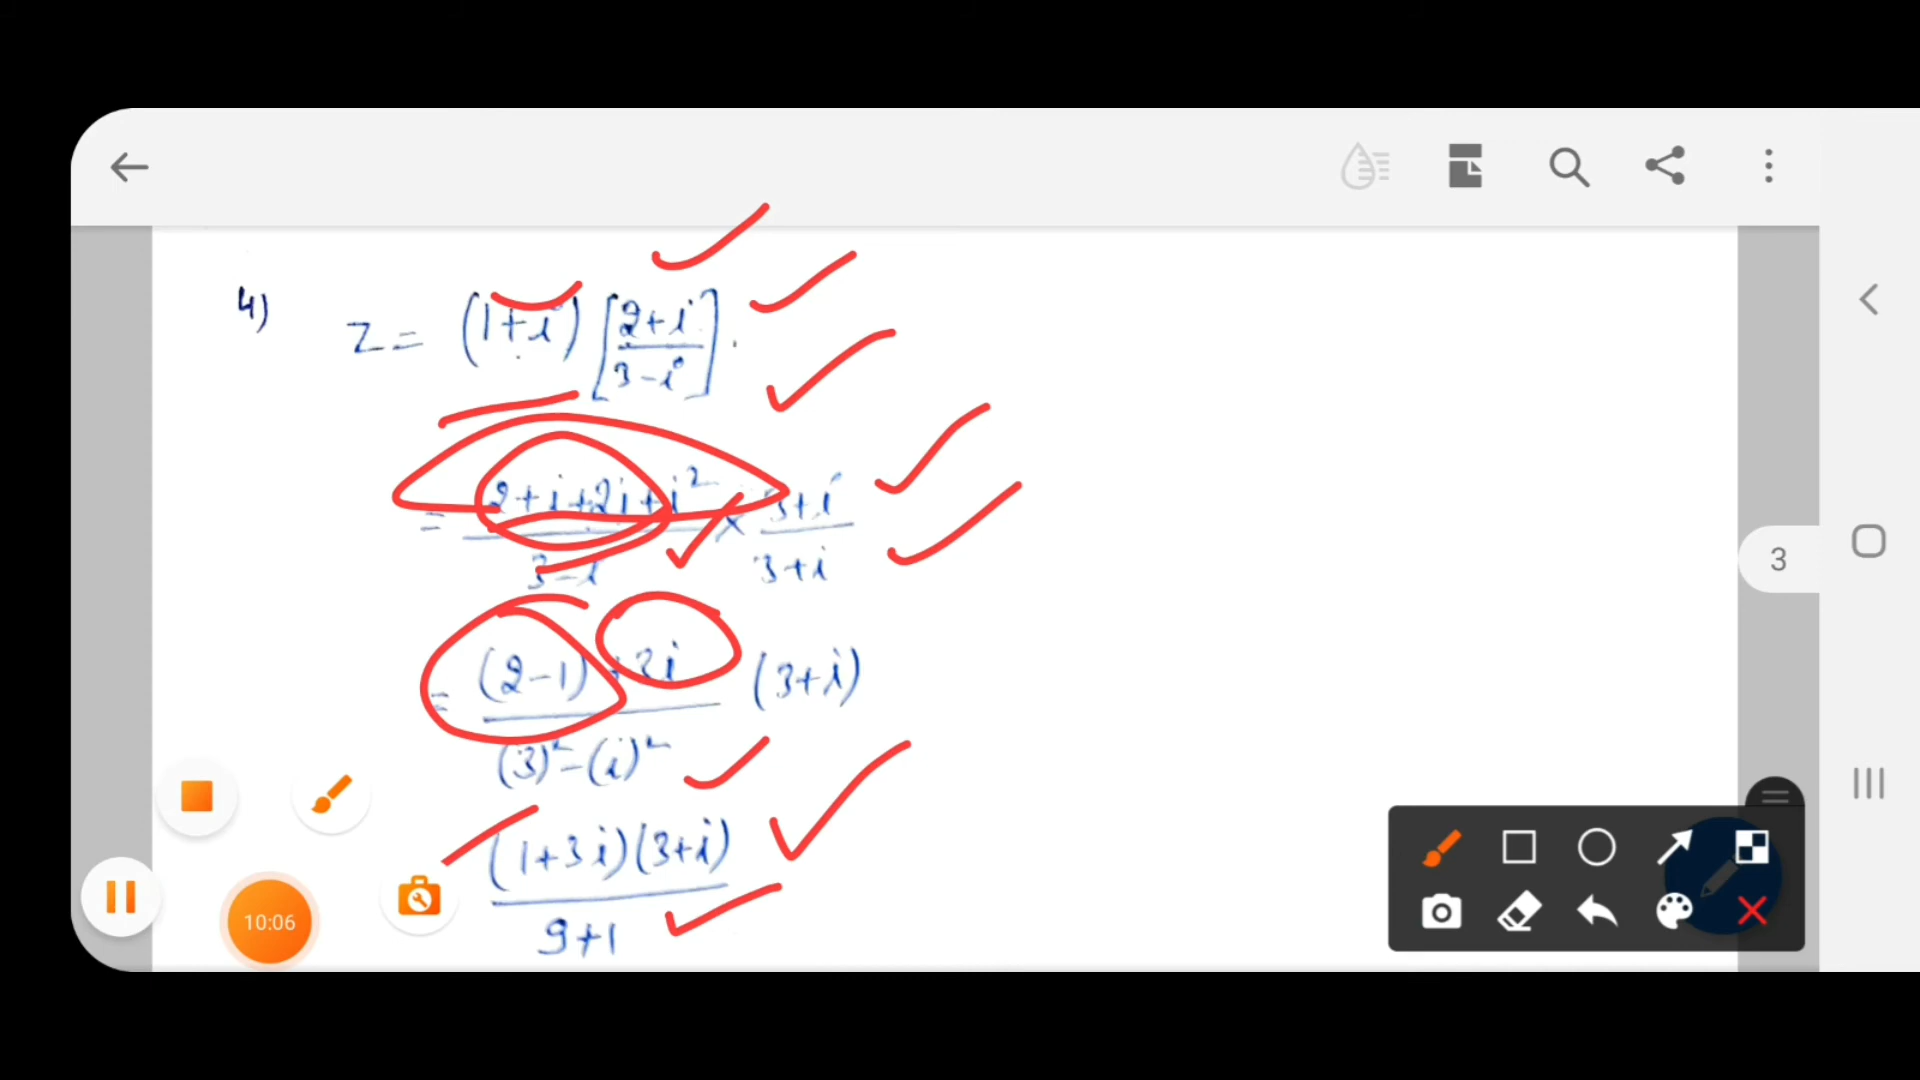 4) Z = (1+i) [2+i / 3-i].
= 2+i+2i+i² / 3-i × 3+i / 3+i
= (2-1)+3i / (3)²-(i)² (3+i)
(1+3i)(3+i) / 9+1
3
10:06